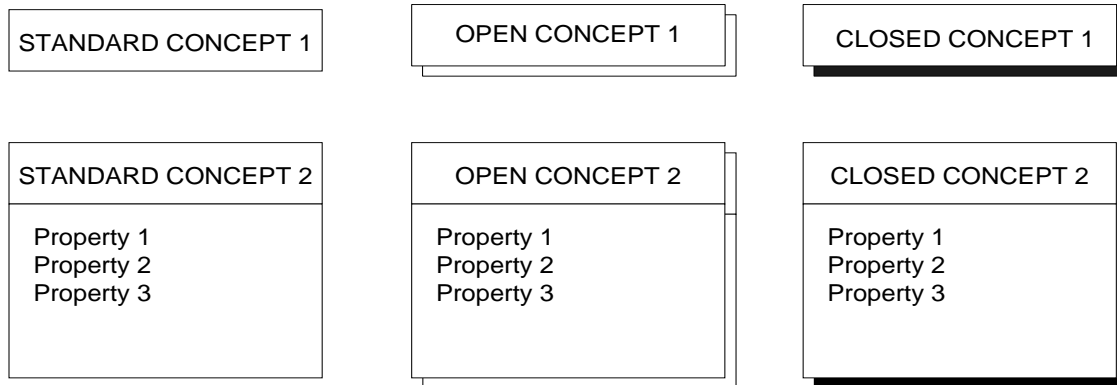 STANDARD CONCEPT 1
OPEN CONCEPT 1
CLOSED CONCEPT 1
STANDARD CONCEPT 2
Property 1
Property 2
Property 3
OPEN CONCEPT 2
Property 1
Property 2
Property 3
CLOSED CONCEPT 2
Property 1
Property 2
Property 3